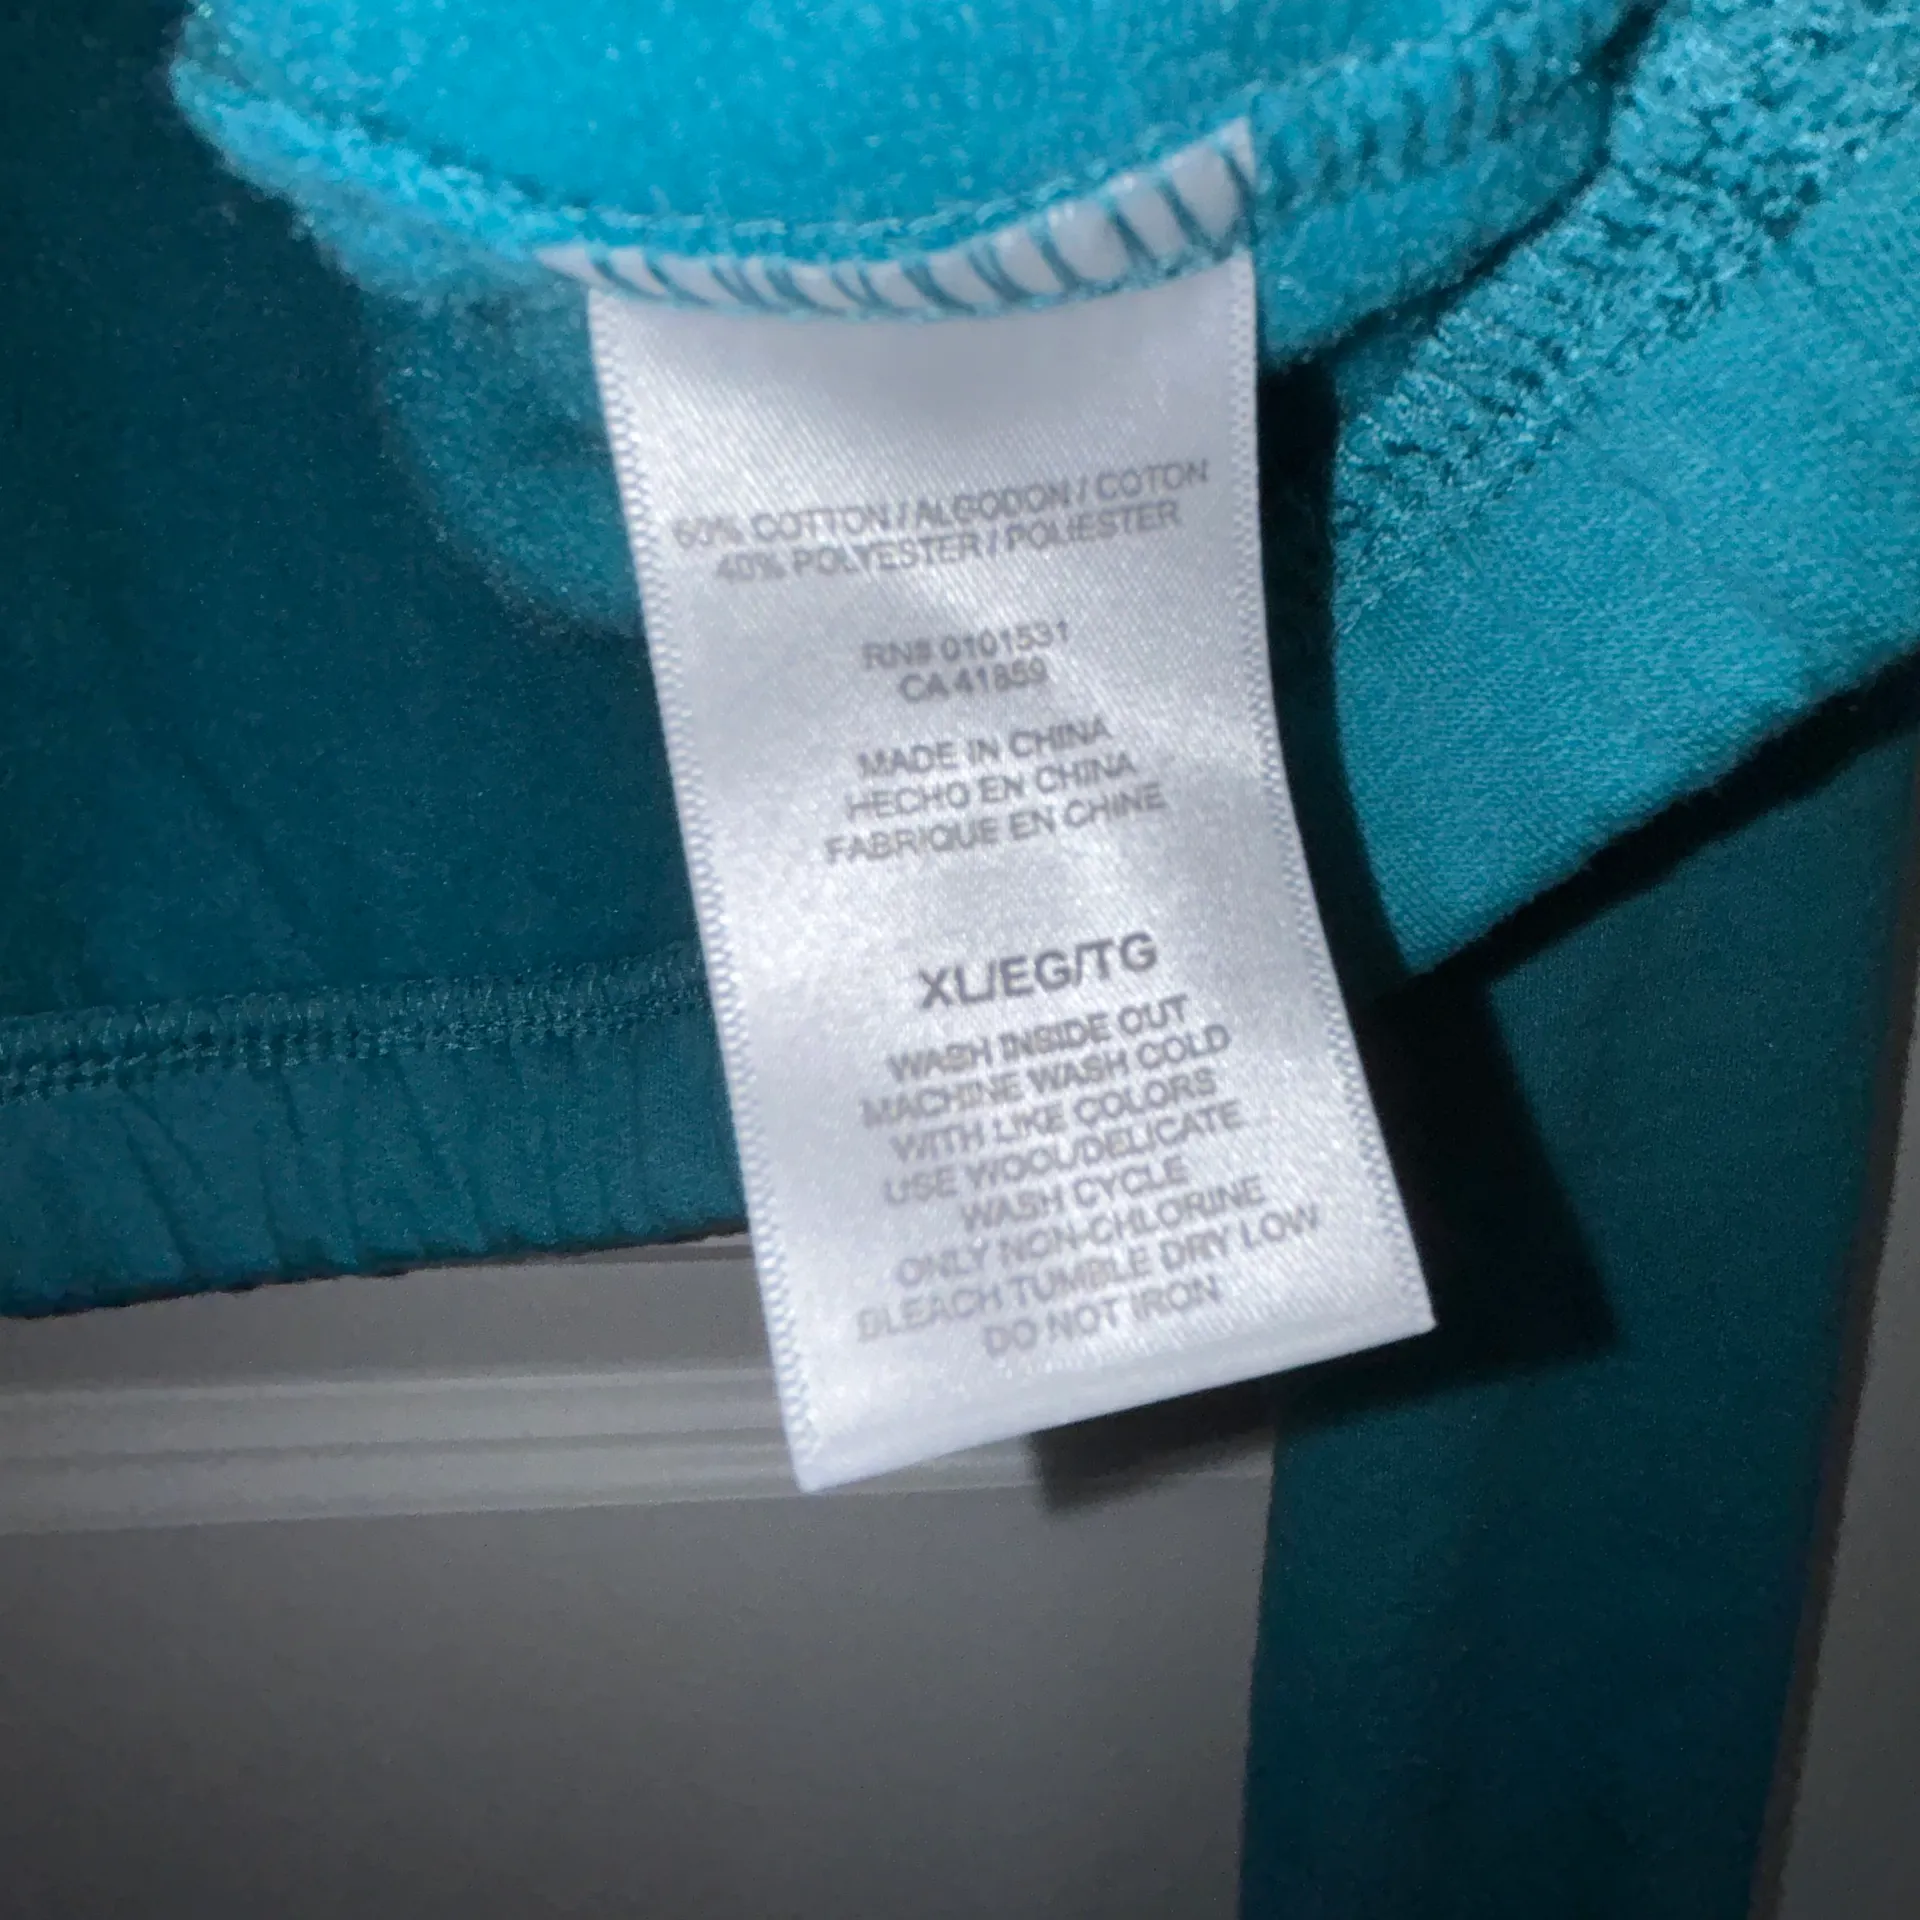 60% COTTON / ALGODON / COTON
40% POLYESTER / POLIESTER
RN# 0101531
CA 41859
MADE IN CHINA
HECHO EN CHINA
FABRIQUE EN CHINE
XL/EG/TG
WASH INSIDE OUT
MACHINE WASH COLD
WITH LIKE COLORS
USE WOOL/DELICATE
WASH CYCLE
ONLY NON-CHLORINE
BLEACH TUMBLE DRY LOW
DO NOT IRON